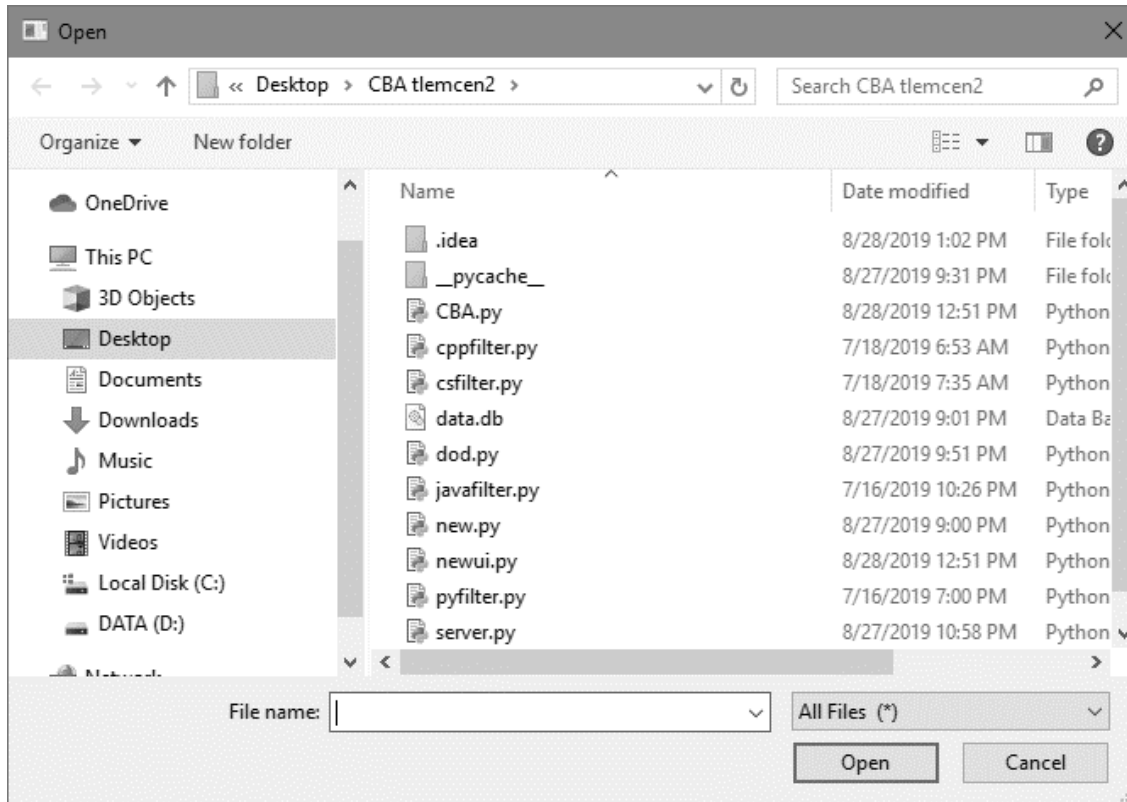 Open
« Desktop > CBA tlemcen2 > Search CBA tlemcen2
Organize New folder
OneDrive
This PC
3D Objects
Desktop
Documents
Downloads
Music
Pictures
Videos
Local Disk (C:)
DATA (D:)
Name Date modified Type
.idea 8/28/2019 1:02 PM File fold
__pycache__ 8/27/2019 9:31 PM File fold
CBA.py 8/28/2019 12:51 PM Python
cppfilter.py 7/18/2019 6:53 AM Python
csfilter.py 7/18/2019 7:35 AM Python
data.db 8/27/2019 9:01 PM Data Ba
dod.py 8/27/2019 9:51 PM Python
javafilter.py 7/16/2019 10:26 PM Python
new.py 8/27/2019 9:00 PM Python
newui.py 8/28/2019 12:51 PM Python
pyfilter.py 7/16/2019 7:00 PM Python
server.py 8/27/2019 10:58 PM Python
File name: All Files (*)
Open Cancel